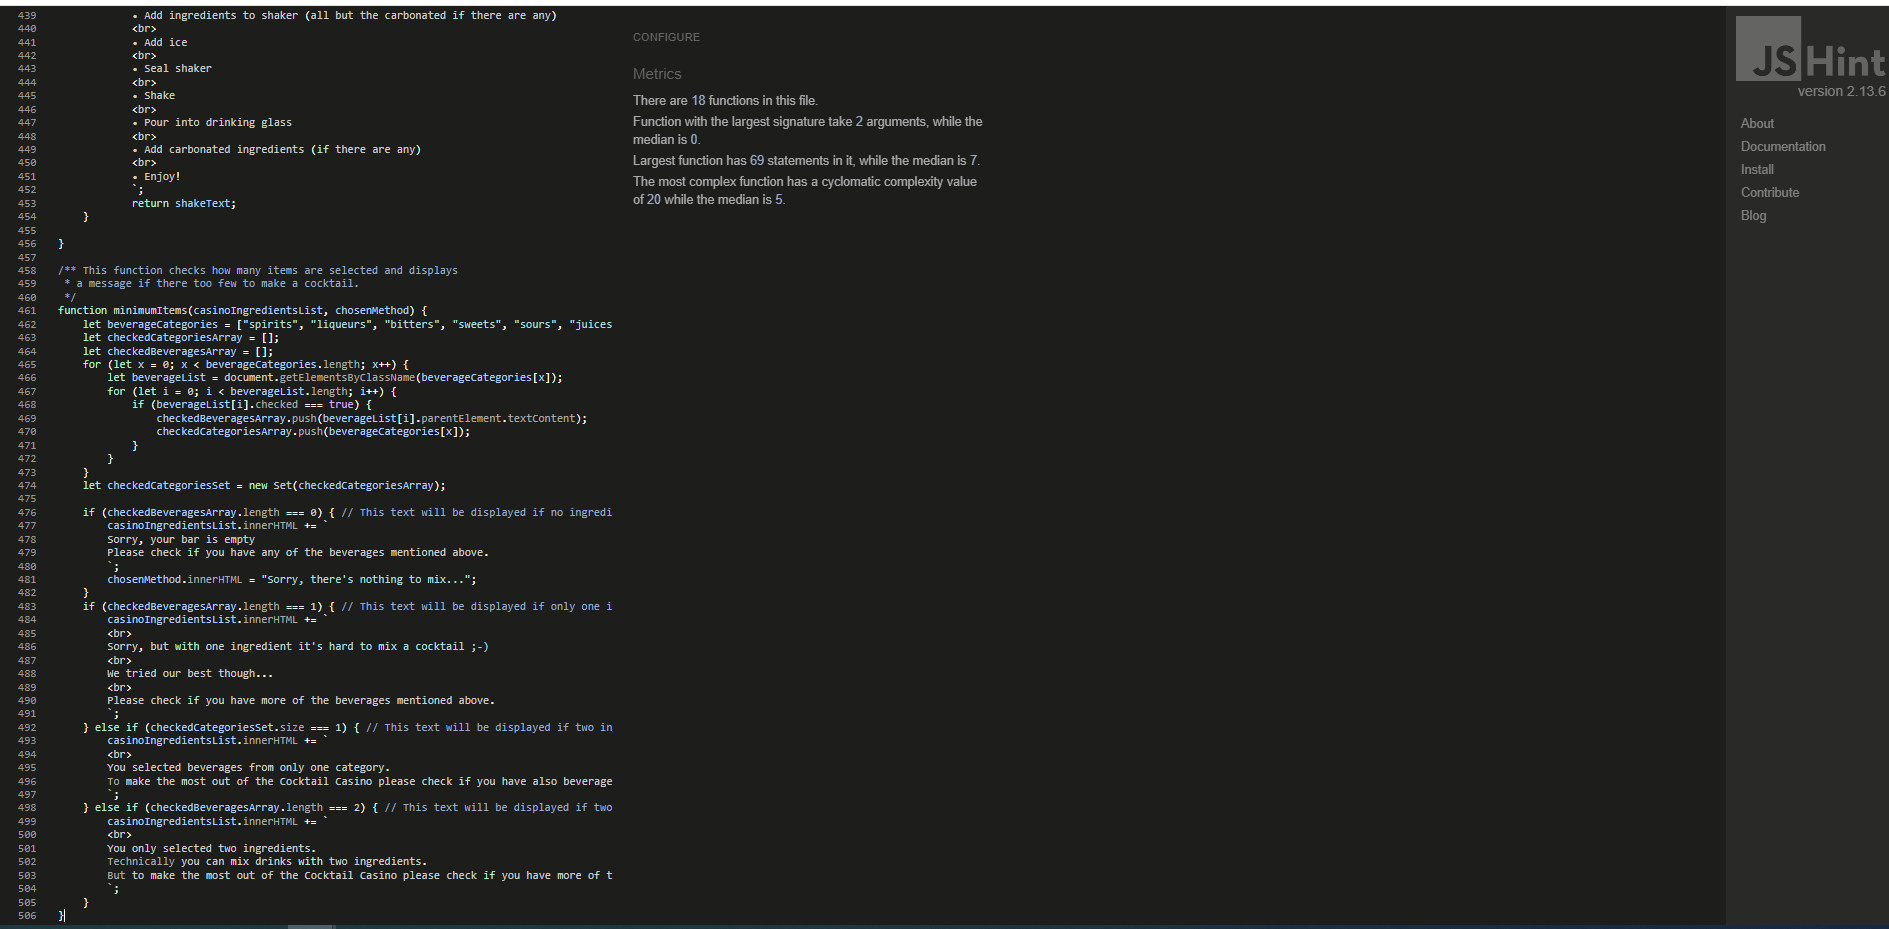 439 • Add ingredients to shaker (all but the carbonated if there are any)
440 <br>
441 • Add ice
442 <br>
443 • Seal shaker
444 <br>
445 • Shake
446 <br>
447 • Pour into drinking glass
448 <br>
449 • Add carbonated ingredients (if there are any)
450 <br>
451 • Enjoy!
452 `;
453 return shakeText;
454 }
455
456 }
457
458 /** This function checks how many items are selected and displays
459 * a message if there too few to make a cocktail.
460 */
461 function minimumItems(casinoIngredientsList, chosenMethod) {
462 let beverageCategories = ["spirits", "liqueurs", "bitters", "sweets", "sours", "juices
463 let checkedCategoriesArray = [];
464 let checkedBeveragesArray = [];
465 for (let x = 0; x < beverageCategories.length; x++) {
466 let beverageList = document.getElementsByClassName(beverageCategories[x]);
467 for (let i = 0; i < beverageList.length; i++) {
468 if (beverageList[i].checked === true) {
469 checkedBeveragesArray.push(beverageList[i].parentElement.textContent);
470 checkedCategoriesArray.push(beverageCategories[x]);
471 }
472 }
473 }
474 let checkedCategoriesSet = new Set(checkedCategoriesArray);
475
476 if (checkedBeveragesArray.length === 0) { // This text will be displayed if no ingredi
477 casinoIngredientsList.innerHTML += `
478 Sorry, your bar is empty
479 Please check if you have any of the beverages mentioned above.
480 `;
481 chosenMethod.innerHTML = "Sorry, there's nothing to mix...";
482 }
483 if (checkedBeveragesArray.length === 1) { // This text will be displayed if only one i
484 casinoIngredientsList.innerHTML += `
485 <br>
486 Sorry, but with one ingredient it's hard to mix a cocktail ;-)
487 <br>
488 We tried our best though...
489 <br>
490 Please check if you have more of the beverages mentioned above.
491 `;
492 } else if (checkedCategoriesSet.size === 1) { // This text will be displayed if two in
493 casinoIngredientsList.innerHTML += `
494 <br>
495 You selected beverages from only one category.
496 To make the most out of the Cocktail Casino please check if you have also beverage
497 `;
498 } else if (checkedBeveragesArray.length === 2) { // This text will be displayed if two
499 casinoIngredientsList.innerHTML += `
500 <br>
501 You only selected two ingredients.
502 Technically you can mix drinks with two ingredients.
503 But to make the most out of the Cocktail Casino please check if you have more of t
504 `;
505 }
506 }
CONFIGURE
Metrics
There are 18 functions in this file.
Function with the largest signature take 2 arguments, while the
median is 0.
Largest function has 69 statements in it, while the median is 7.
The most complex function has a cyclomatic complexity value
of 20 while the median is 5.
JSHint
version 2.13.6
About
Documentation
Install
Contribute
Blog